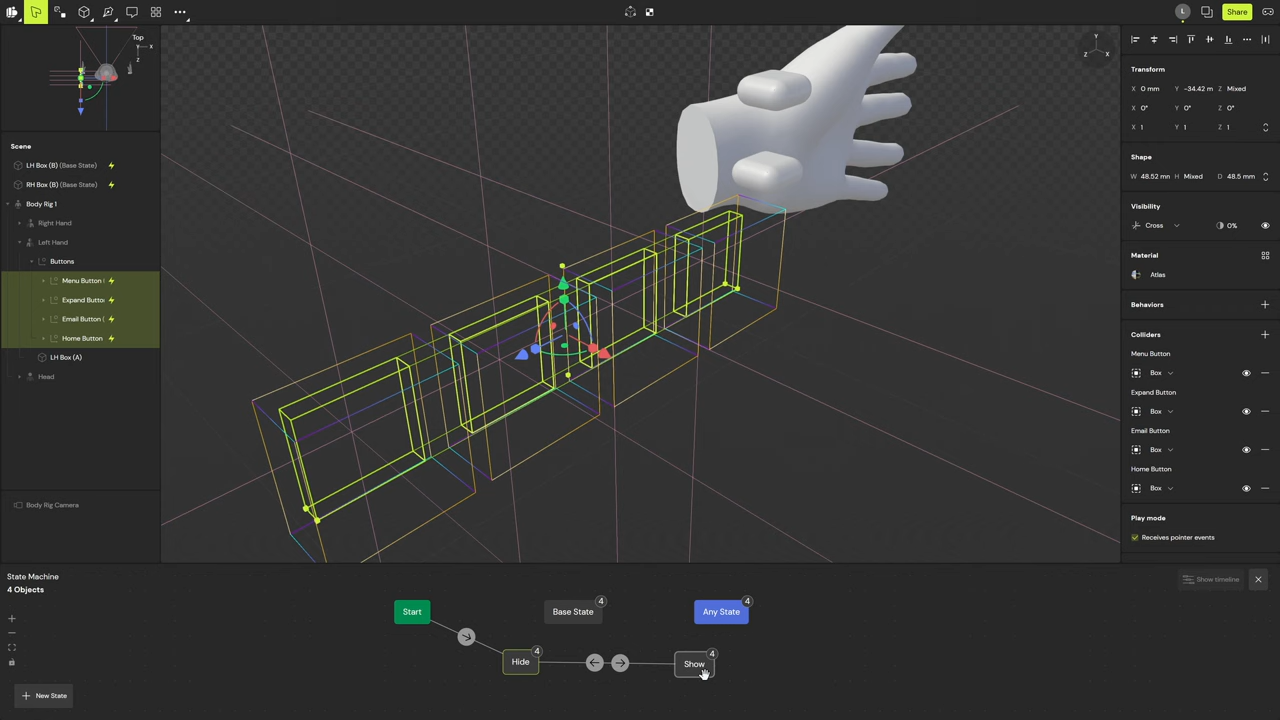 L
Share
Top
Y
X
Z
Y
Z
X
Scene
LH Box (B) (Base State)
RH Box (B) (Base State)
Body Rig 1
Right Hand
Left Hand
Buttons
Menu Button (
Expand Button
Email Button (
Home Button
LH Box (A)
Head
Body Rig Camera
Transform
X 0 mm Y -34.42 m Z Mixed
X 0° Y 0° Z 0°
X 1 Y 1 Z 1
Shape
W 48.52 mn H Mixed D 48.5 mm
Visibility
Cross 0%
Material
Atlas
Behaviors
Colliders
Menu Button
Box
Expand Button
Box
Email Button
Box
Home Button
Box
Play mode
Receives pointer events
State Machine
4 Objects
Show timeline
Start
Base State 4
Any State 4
Hide 4
Show 4
New State